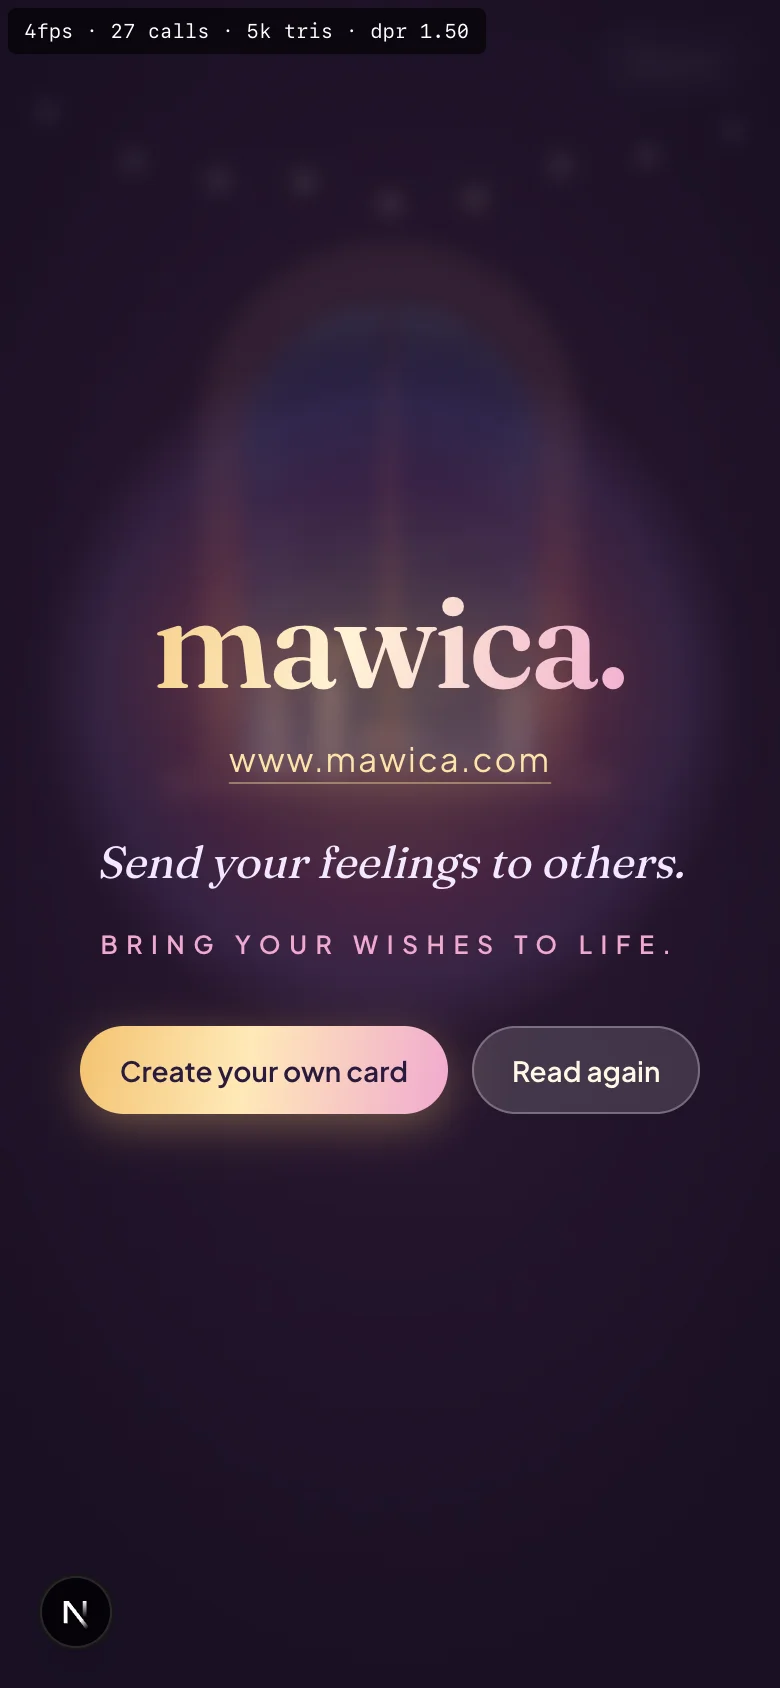 4fps · 27 calls · 5k tris · dpr 1.50
mawica.
www.mawica.com
Send your feelings to others.
BRING YOUR WISHES TO LIFE.
Create your own card
Read again
N